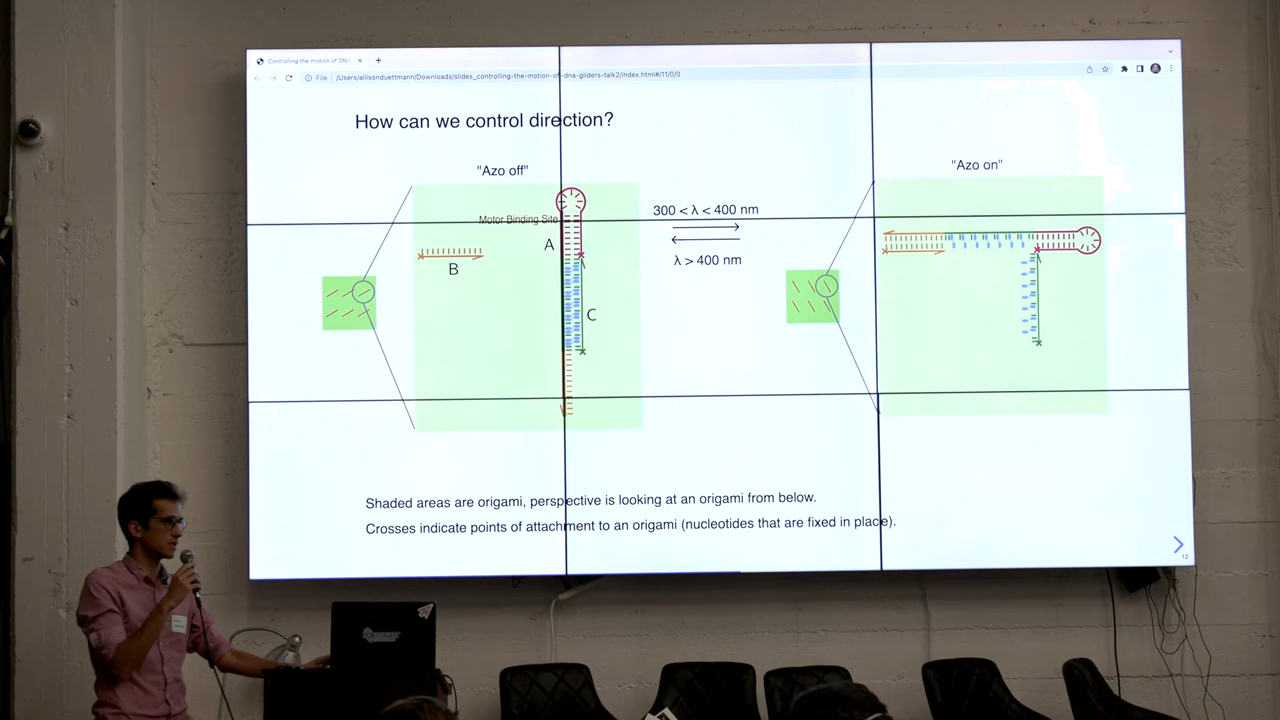 Controlling the motion of DNA
File /Users/allisonduettmann/Downloads/slides_controlling-the-motion-of-dna-gliders-talk2/index.html#/11/0/0
How can we control direction?
"Azo off"
"Azo on"
Motor Binding Site
300 < λ < 400 nm
A
B
λ > 400 nm
C
Shaded areas are origami, perspective is looking at an origami from below.
Crosses indicate points of attachment to an origami (nucleotides that are fixed in place).
12